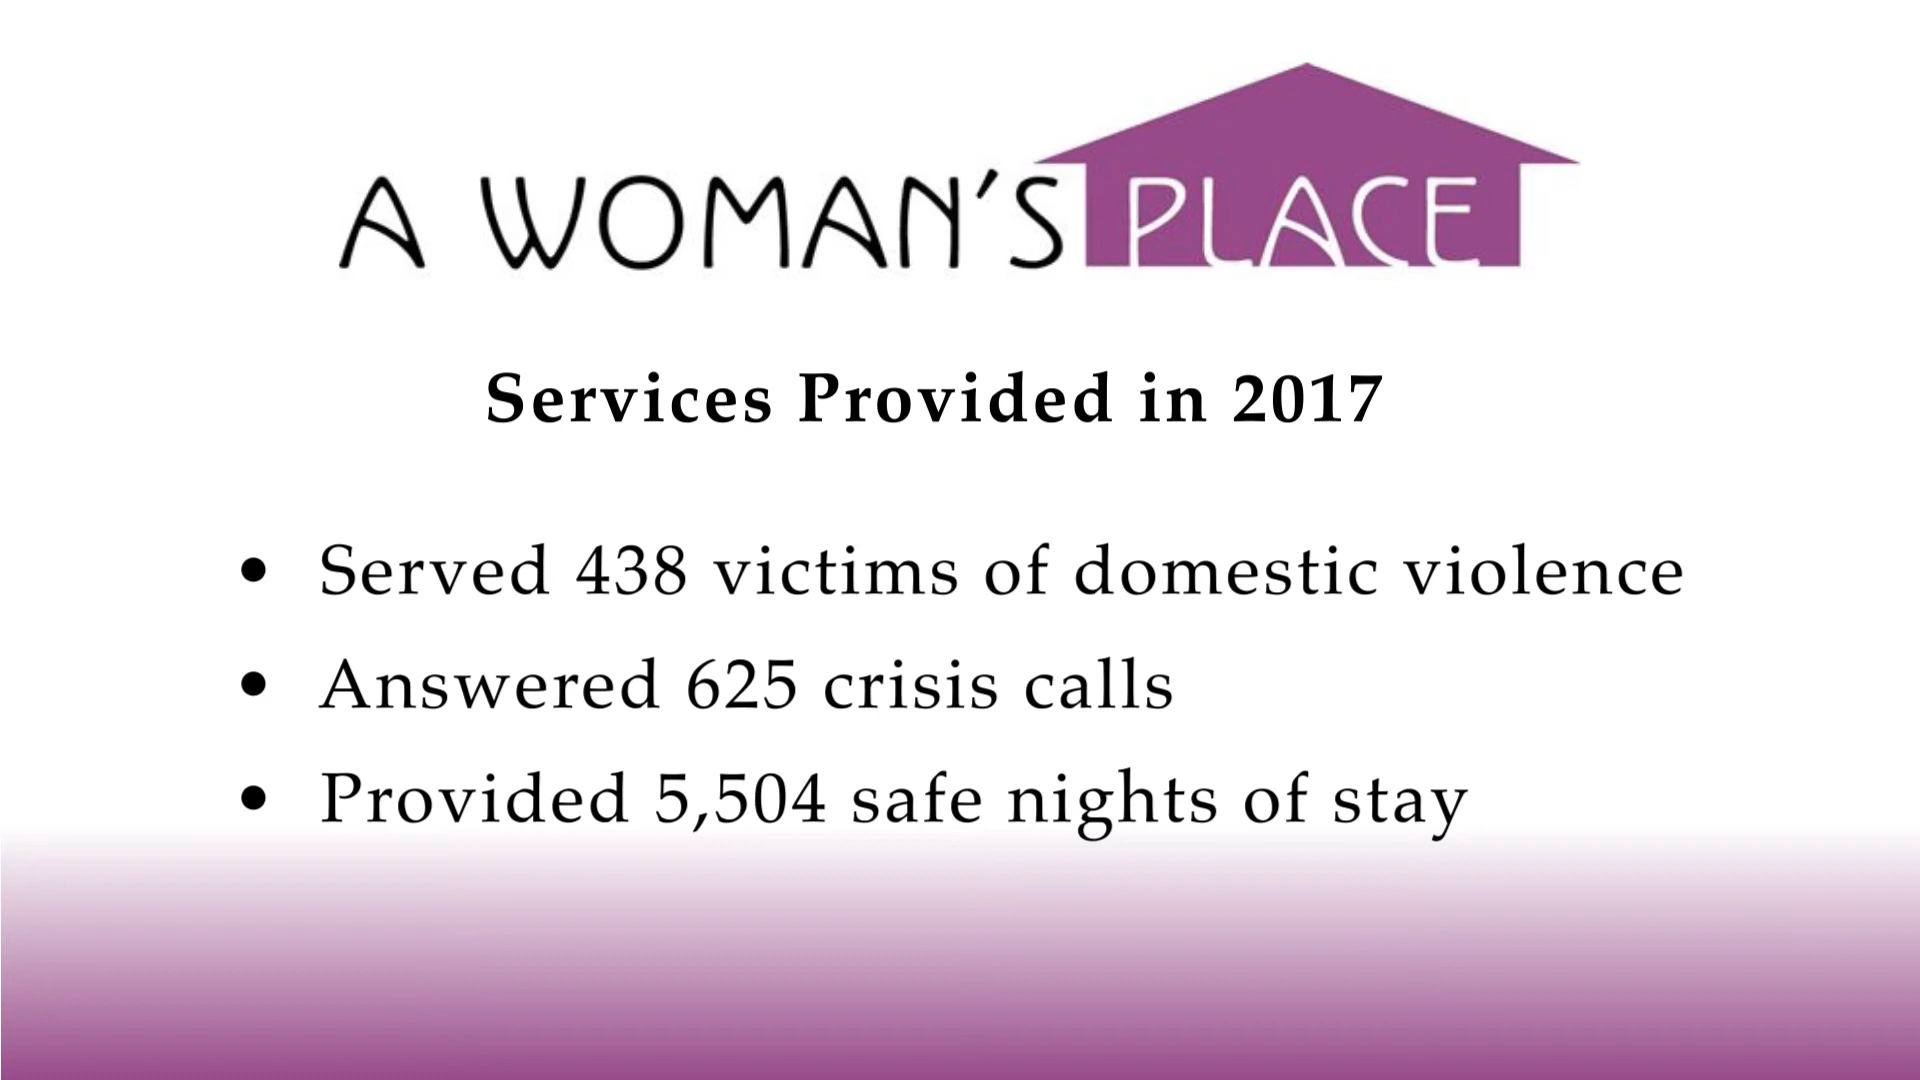 A WOMAN'S PLACE
Services Provided in 2017
• Served 438 victims of domestic violence
• Answered 625 crisis calls
• Provided 5,504 safe nights of stay